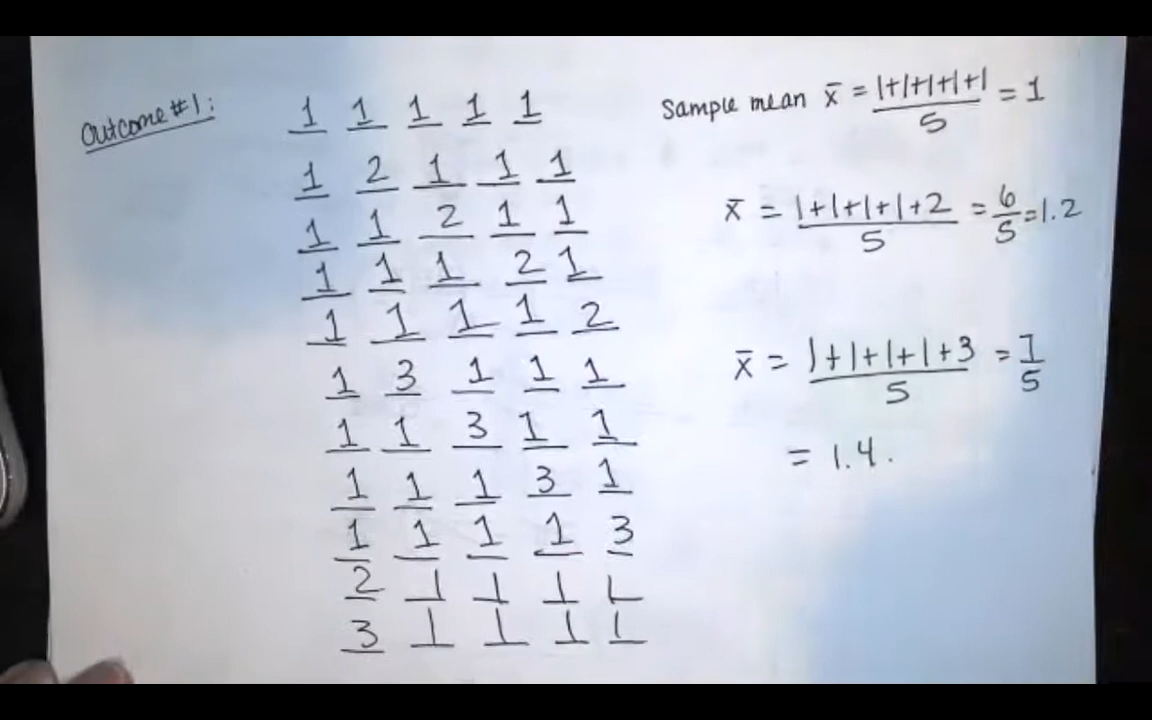 Outcome #1: 1 1 1 1 1 Sample mean x̄ = 1+1+1+1+1/5 = 1
1 2 1 1 1
1 1 2 1 1 x̄ = 1+1+1+1+2/5 = 6/5 = 1.2
1 1 1 2 1
1 1 1 1 2
1 3 1 1 1 x̄ = 1+1+1+1+3/5 = 7/5
1 1 3 1 1 = 1.4.
1 1 1 3 1
1 1 1 1 3
2 1 1 1 1
3 1 1 1 1